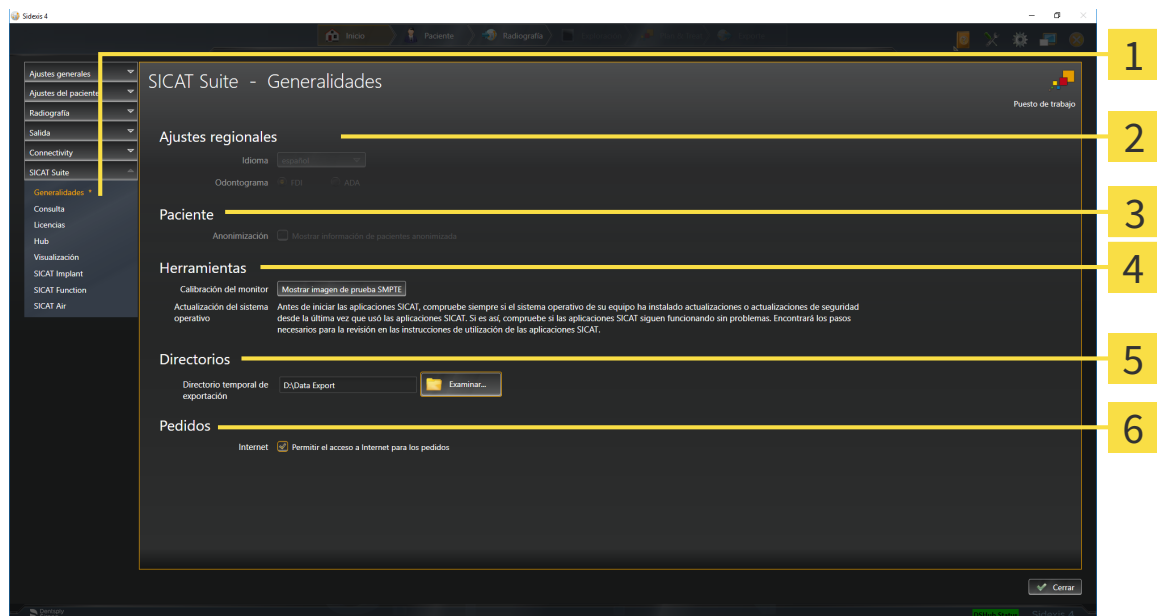 Sidexis 4
Inicio
Paciente
Radiografía
Ajustes generales
Ajustes del paciente
Radiografía
Salida
Connectivity
SICAT Suite
Generalidades *
Consulta
Licencias
Hub
Visualización
SICAT Implant
SICAT Function
SICAT Air
SICAT Suite - Generalidades
Puesto de trabajo
Ajustes regionales
Idioma español
Odontograma FDI ADA
Paciente
Anonimización Mostrar información de pacientes anonimizada
Herramientas
Calibración del monitor Mostrar imagen de prueba SMPTE
Actualización del sistema operativo
Antes de iniciar las aplicaciones SICAT, compruebe siempre si el sistema operativo de su equipo ha instalado actualizaciones o actualizaciones de seguridad
desde la última vez que usó las aplicaciones SICAT. Si es así, compruebe si las aplicaciones SICAT siguen funcionando sin problemas. Encontrará los pasos
necesarios para la revisión en las instrucciones de utilización de las aplicaciones SICAT.
Directorios
Directorio temporal de exportación
D:\Data Export
Examinar...
Pedidos
Internet Permitir el acceso a Internet para los pedidos
Cerrar
Dentsply
Sidexis 4
1
2
3
4
5
6